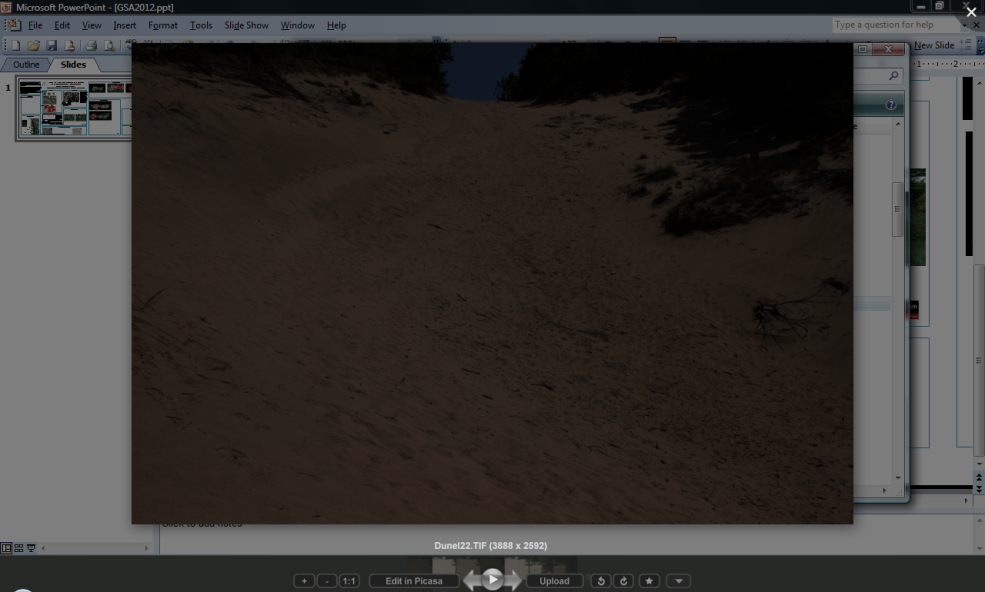 Microsoft PowerPoint - [GSA2012.ppt]
File Edit View Insert Format Tools Slide Show Window Help
Type a question for help
New Slide
Outline Slides
1
Click to add notes
Dunel22.TIF (3888 x 2592)
+ - 1:1 Edit in Picasa Upload